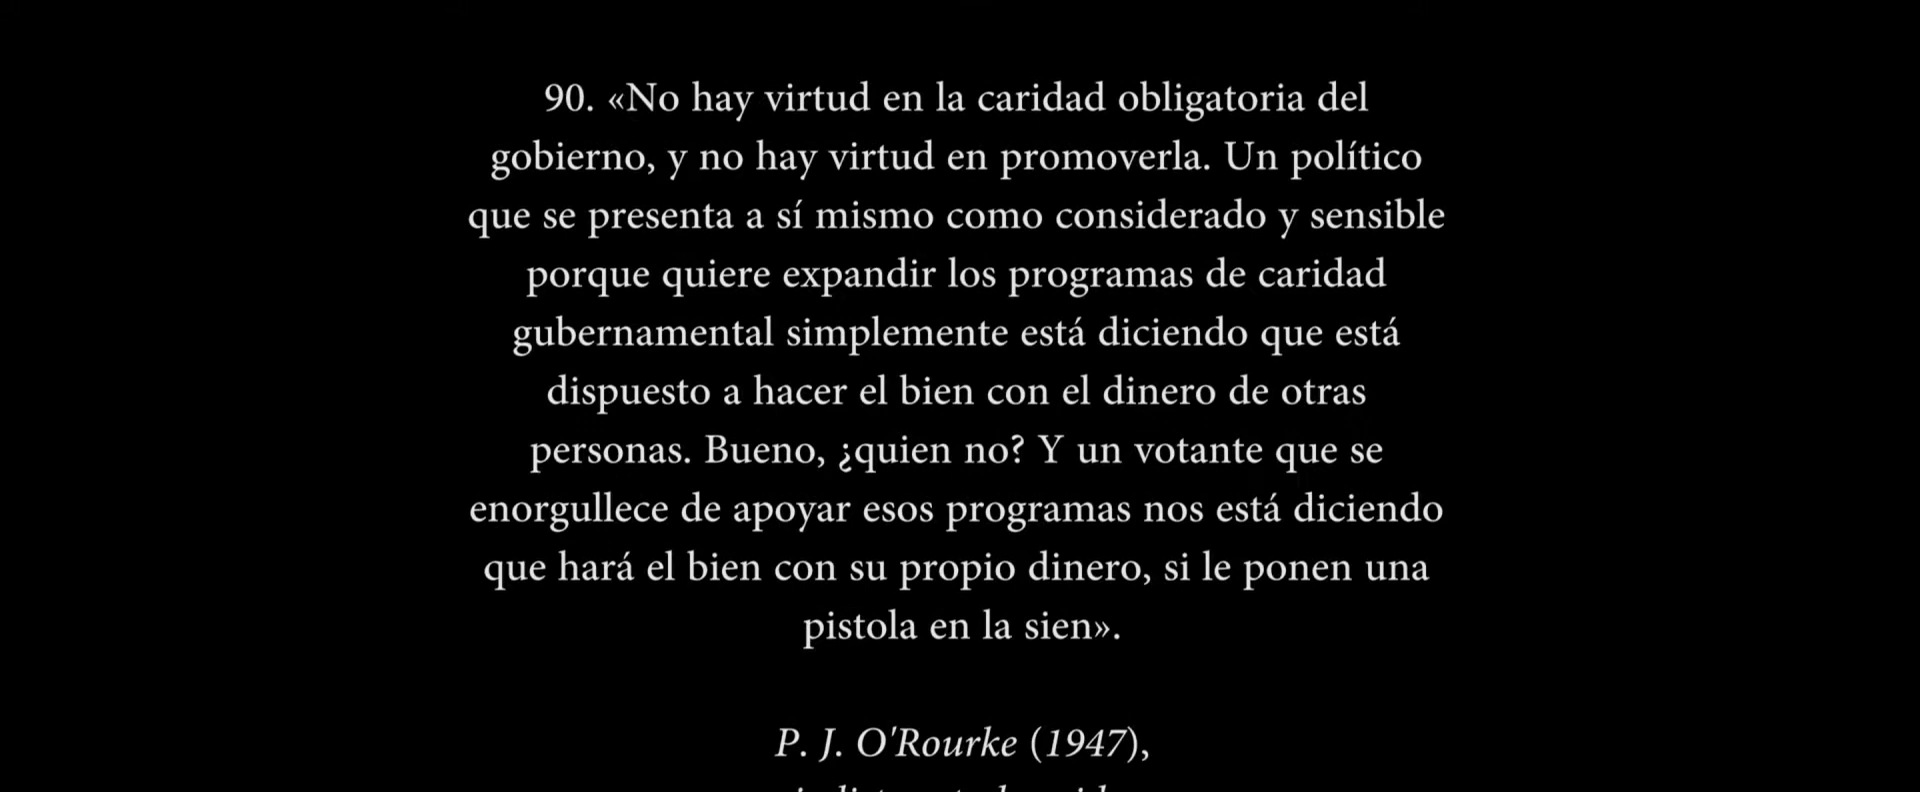 90. «No hay virtud en la caridad obligatoria del
gobierno, y no hay virtud en promoverla. Un político
que se presenta a sí mismo como considerado y sensible
porque quiere expandir los programas de caridad
gubernamental simplemente está diciendo que está
dispuesto a hacer el bien con el dinero de otras
personas. Bueno, ¿quien no? Y un votante que se
enorgullece de apoyar esos programas nos está diciendo
que hará el bien con su propio dinero, si le ponen una
pistola en la sien».
P. J. O'Rourke (1947),